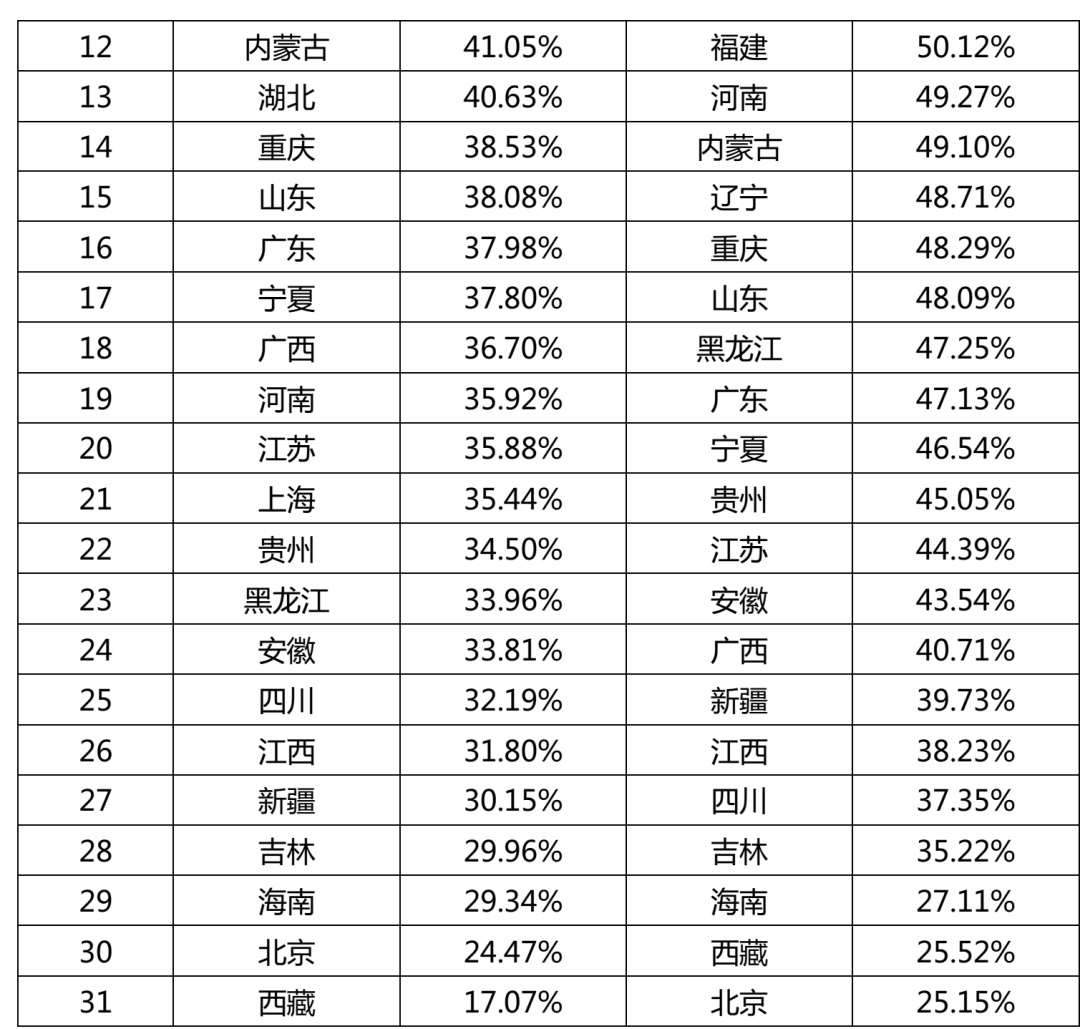 12 内蒙古 41.05% 福建 50.12%
13 湖北 40.63% 河南 49.27%
14 重庆 38.53% 内蒙古 49.10%
15 山东 38.08% 辽宁 48.71%
16 广东 37.98% 重庆 48.29%
17 宁夏 37.80% 山东 48.09%
18 广西 36.70% 黑龙江 47.25%
19 河南 35.92% 广东 47.13%
20 江苏 35.88% 宁夏 46.54%
21 上海 35.44% 贵州 45.05%
22 贵州 34.50% 江苏 44.39%
23 黑龙江 33.96% 安徽 43.54%
24 安徽 33.81% 广西 40.71%
25 四川 32.19% 新疆 39.73%
26 江西 31.80% 江西 38.23%
27 新疆 30.15% 四川 37.35%
28 吉林 29.96% 吉林 35.22%
29 海南 29.34% 海南 27.11%
30 北京 24.47% 西藏 25.52%
31 西藏 17.07% 北京 25.15%